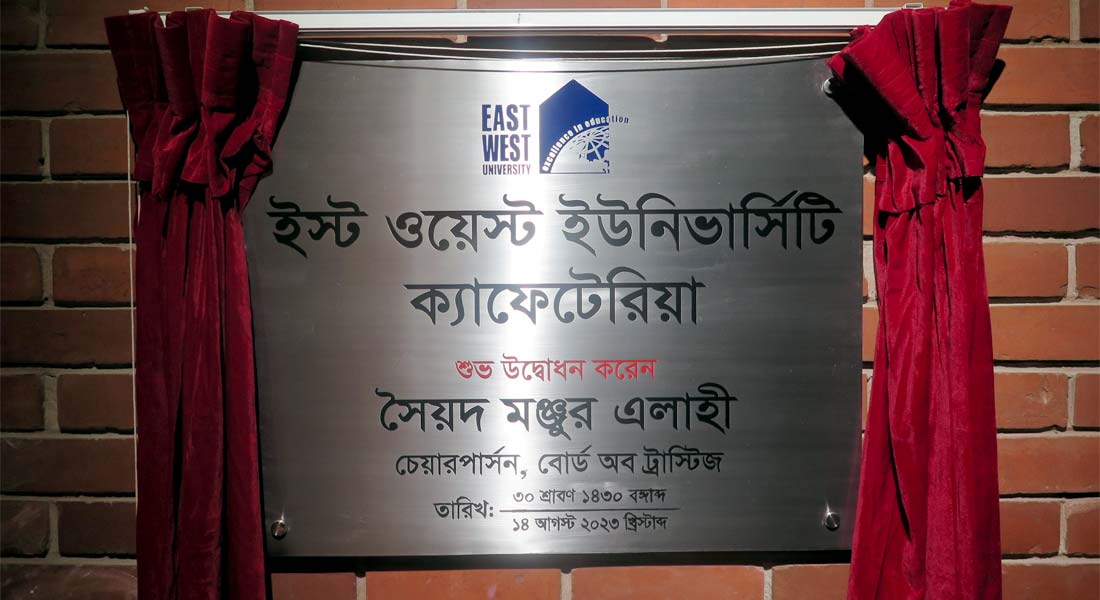 EAST
WEST
UNIVERSITY
excellence in education
ইস্ট ওয়েস্ট ইউনিভার্সিটি
ক্যাফেটেরিয়া
শুভ উদ্বোধন করেন
সৈয়দ মঞ্জুর এলাহী
চেয়ারপার্সন, বোর্ড অব ট্রাস্টিজ
তারিখ: ৩০ শ্রাবণ ১৪৩০ বঙ্গাব্দ
১৪ আগস্ট ২০২৩ খ্রিস্টাব্দ